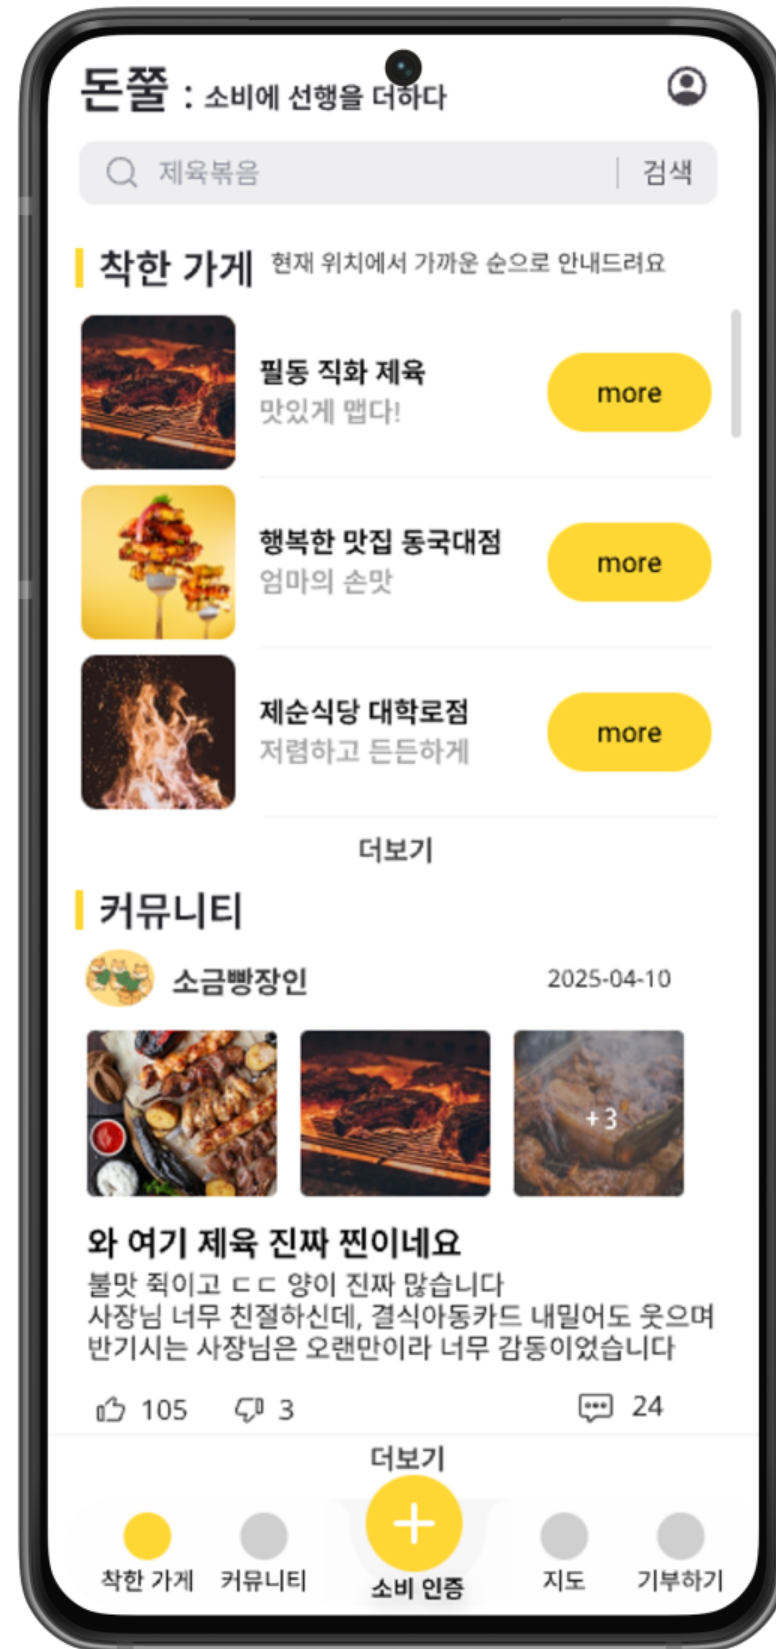 돈쭐 : 소비에 선행을 더하다
제육볶음 검색
착한 가게 현재 위치에서 가까운 순으로 안내드려요
필동 직화 제육
맛있게 맵다!
more
행복한 맛집 동국대점
엄마의 손맛
more
제순식당 대학로점
저렴하고 든든하게
more
더보기
커뮤니티
소금빵장인 2025-04-10
+3
와 여기 제육 진짜 찐이네요
불맛 쥑이고 ㄷㄷ 양이 진짜 많습니다
사장님 너무 친절하신데, 결식아동카드 내밀어도 웃으며
반기시는 사장님은 오랜만이라 너무 감동이었습니다
105 3 24
더보기
착한 가게 커뮤니티 소비 인증 지도 기부하기